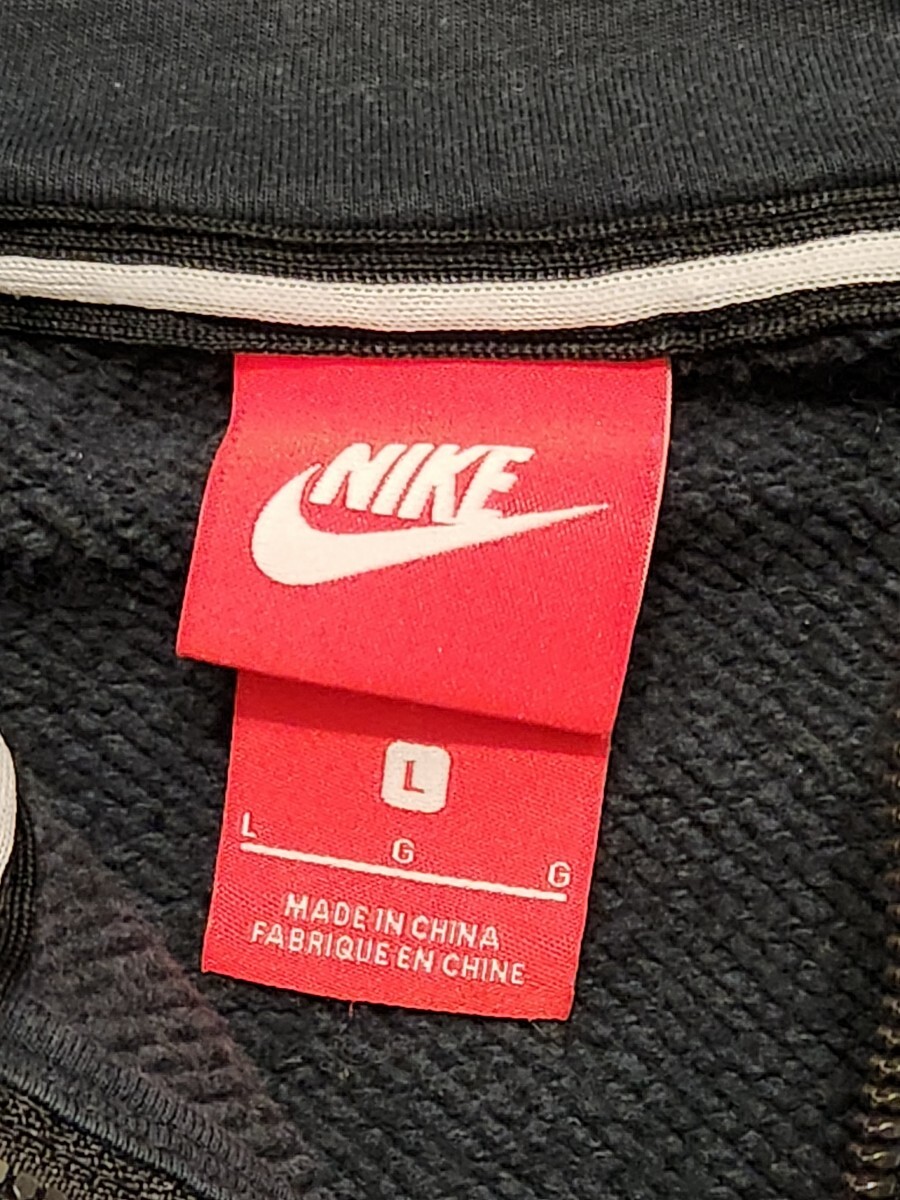 NIKE
L
L G G
MADE IN CHINA
FABRIQUE EN CHINE